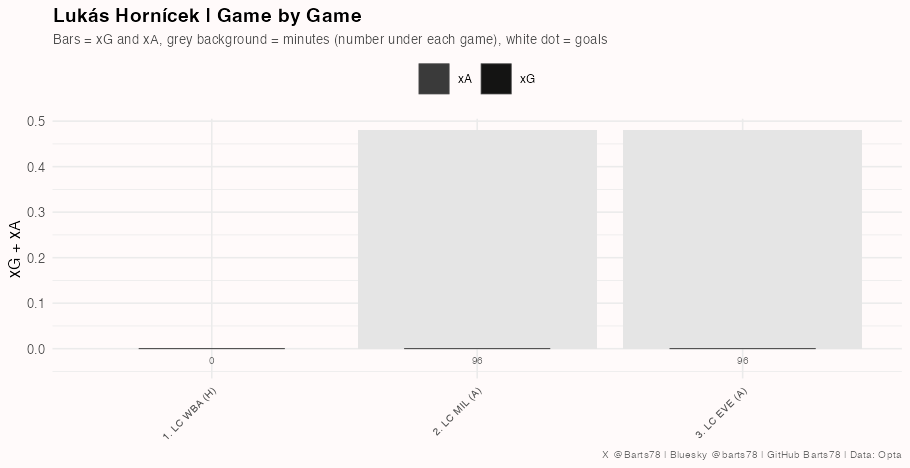 Lukás Hornícek | Game by Game
Bars = xG and xA, grey background = minutes (number under each game), white dot = goals
xA xG
xG + xA
0.5
0.4
0.3
0.2
0.1
0.0
0 96 96
1. LC WBA (H) 2. LC MIL (A) 3. LC EVE (A)
X @Barts78 | Bluesky @barts78 | GitHub Barts78 | Data: Opta